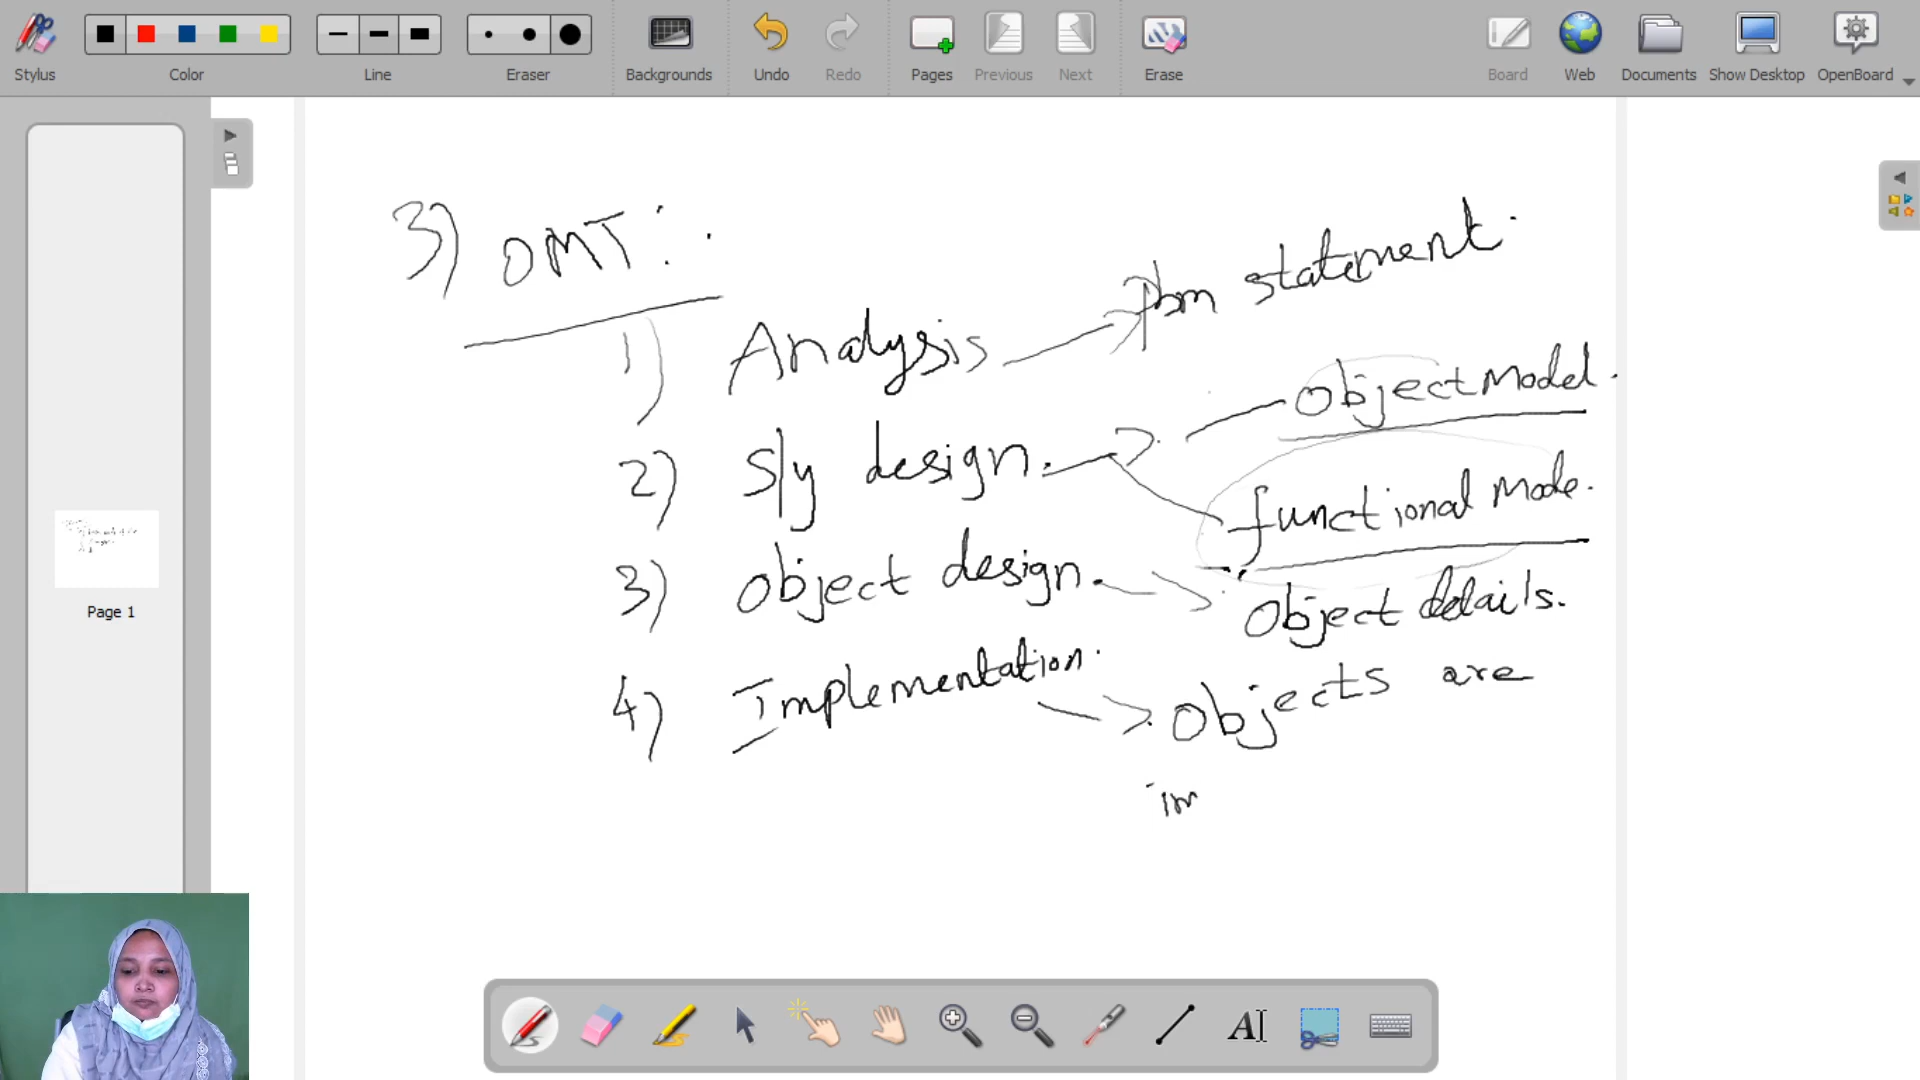 Stylus
Color
Line
Eraser
Backgrounds
Undo
Redo
Pages
Previous
Next
Erase
Board
Web
Documents
Show Desktop
OpenBoard
Page 1
3) OMT:
1) Analysis → pbm statement.
2) S/y design. → object Model.
functional Mode.
3) object design. → object details.
4) Implementation. → objects are
im